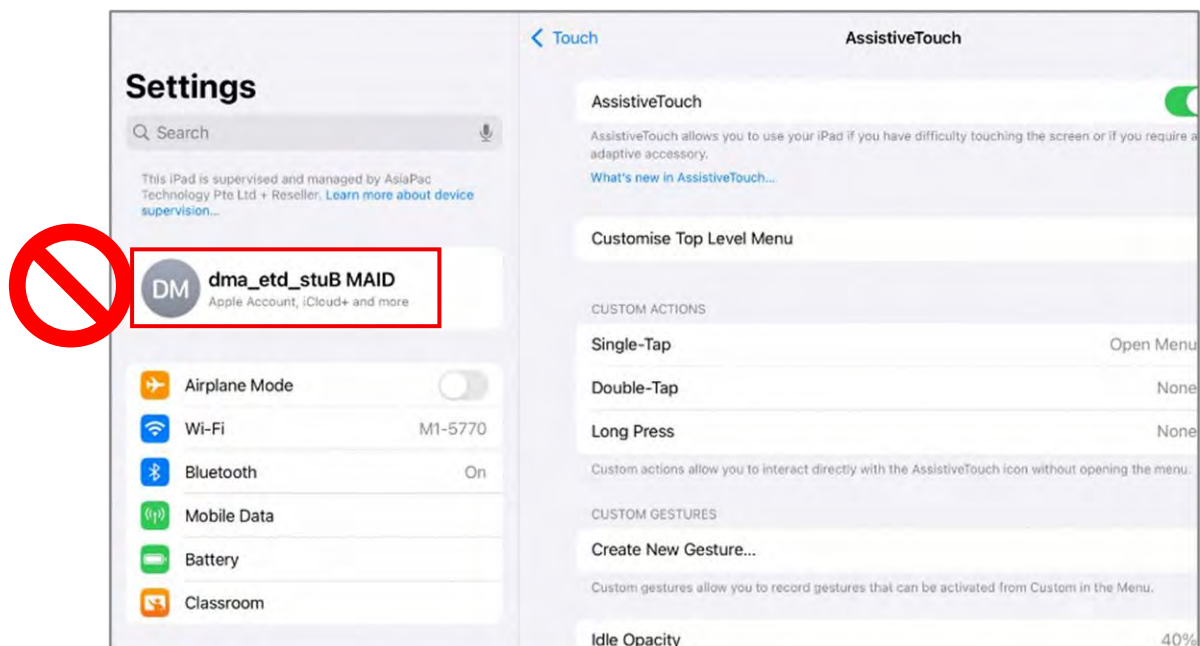 Settings
Search
This iPad is supervised and managed by AsiaPac
Technology Pte Ltd + Reseller. Learn more about device
supervision...
DM
dma_etd_stuB MAID
Apple Account, iCloud+ and more
Airplane Mode
Wi-Fi M1-5770
Bluetooth On
Mobile Data
Battery
Classroom
Touch AssistiveTouch
AssistiveTouch
AssistiveTouch allows you to use your iPad if you have difficulty touching the screen or if you require a
adaptive accessory.
What's new in AssistiveTouch...
Customise Top Level Menu
CUSTOM ACTIONS
Single-Tap Open Menu
Double-Tap None
Long Press None
Custom actions allow you to interact directly with the AssistiveTouch icon without opening the menu.
CUSTOM GESTURES
Create New Gesture...
Custom gestures allow you to record gestures that can be activated from Custom in the Menu.
Idle Opacity 40%